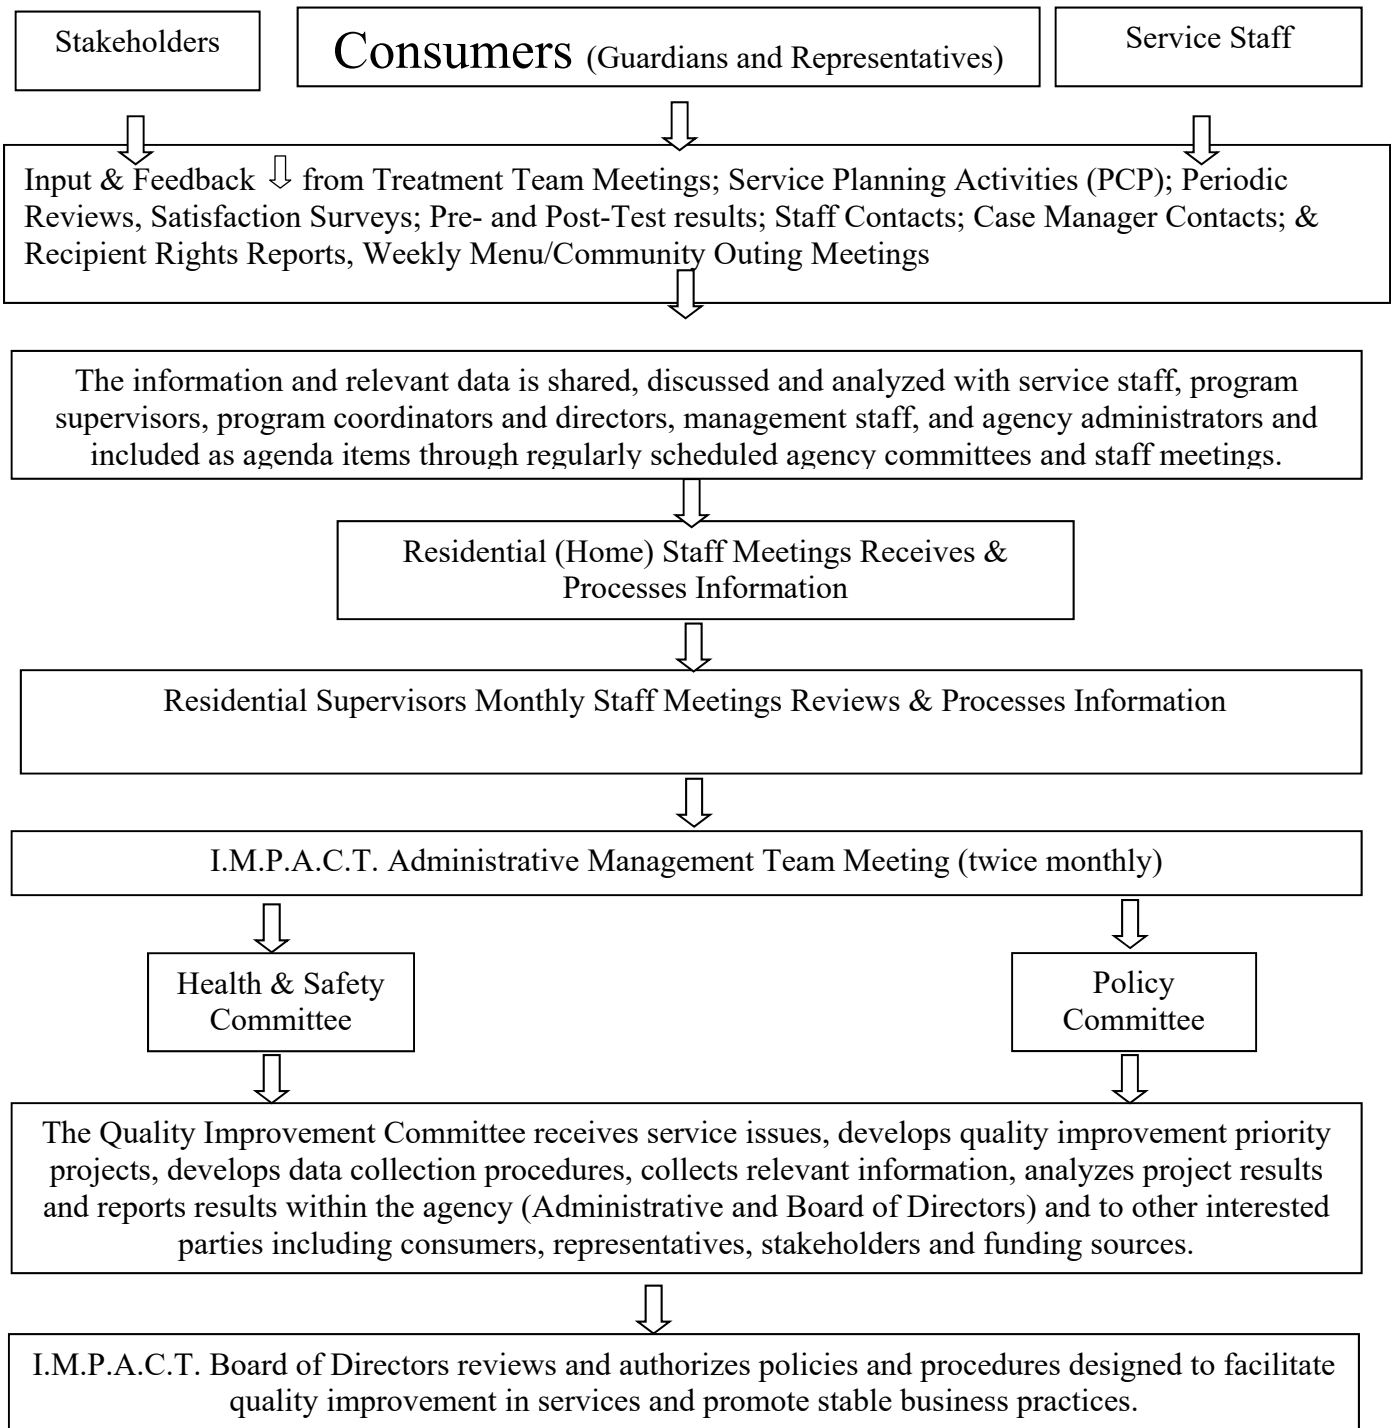 Stakeholders
Consumers (Guardians and Representatives)
Service Staff
Input & Feedback from Treatment Team Meetings; Service Planning Activities (PCP); Periodic
Reviews, Satisfaction Surveys; Pre- and Post-Test results; Staff Contacts; Case Manager Contacts; &
Recipient Rights Reports, Weekly Menu/Community Outing Meetings
The information and relevant data is shared, discussed and analyzed with service staff, program
supervisors, program coordinators and directors, management staff, and agency administrators and
included as agenda items through regularly scheduled agency committees and staff meetings.
Residential (Home) Staff Meetings Receives &
Processes Information
Residential Supervisors Monthly Staff Meetings Reviews & Processes Information
I.M.P.A.C.T. Administrative Management Team Meeting (twice monthly)
Health & Safety
Committee
Policy
Committee
The Quality Improvement Committee receives service issues, develops quality improvement priority
projects, develops data collection procedures, collects relevant information, analyzes project results
and reports results within the agency (Administrative and Board of Directors) and to other interested
parties including consumers, representatives, stakeholders and funding sources.
I.M.P.A.C.T. Board of Directors reviews and authorizes policies and procedures designed to facilitate
quality improvement in services and promote stable business practices.